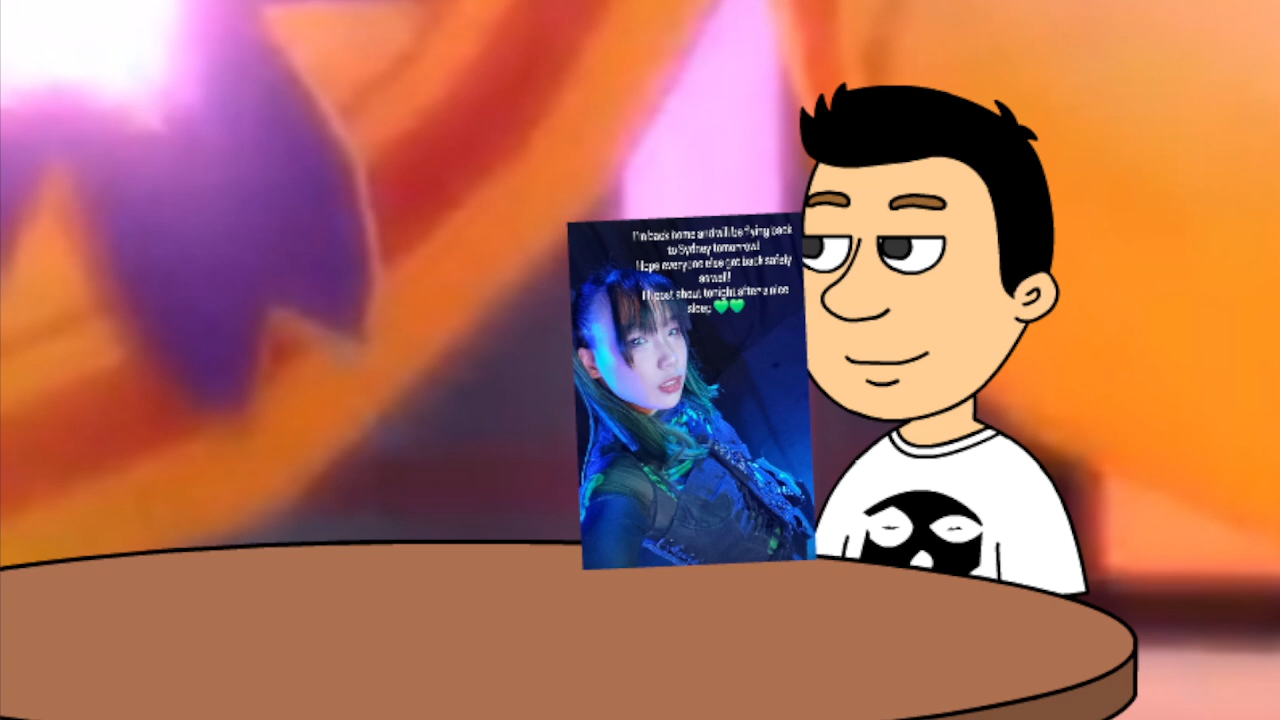 I'm back home and will be flying back
to Sydney tomorrow!
Hope everyone else got back safely
as well!
I'll post about tonight after a nice
sleep 💚💚